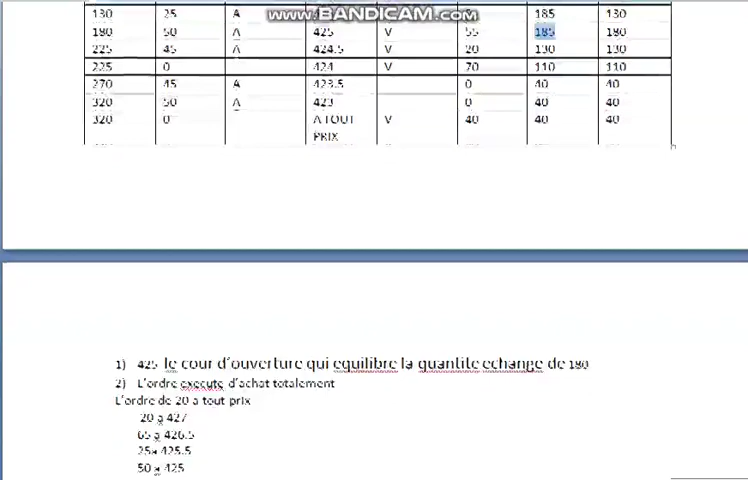 www.BANDICAM.com
130 25 A 185 130
180 50 A 425 V 55 185 180
225 45 A 424.5 V 20 130 130
225 0 424 V 70 110 110
270 45 A 423.5 0 40 40
320 50 A 423 0 40 40
320 0 A TOUT PRIX V 40 40 40
1) 425 le cour d'ouverture qui equilibre la quantite echange de 180
2) L'ordre execute d'achat totalement
L'ordre de 20 a tout prix
20 a 427
65 a 426.5
25a 425.5
50 a 425